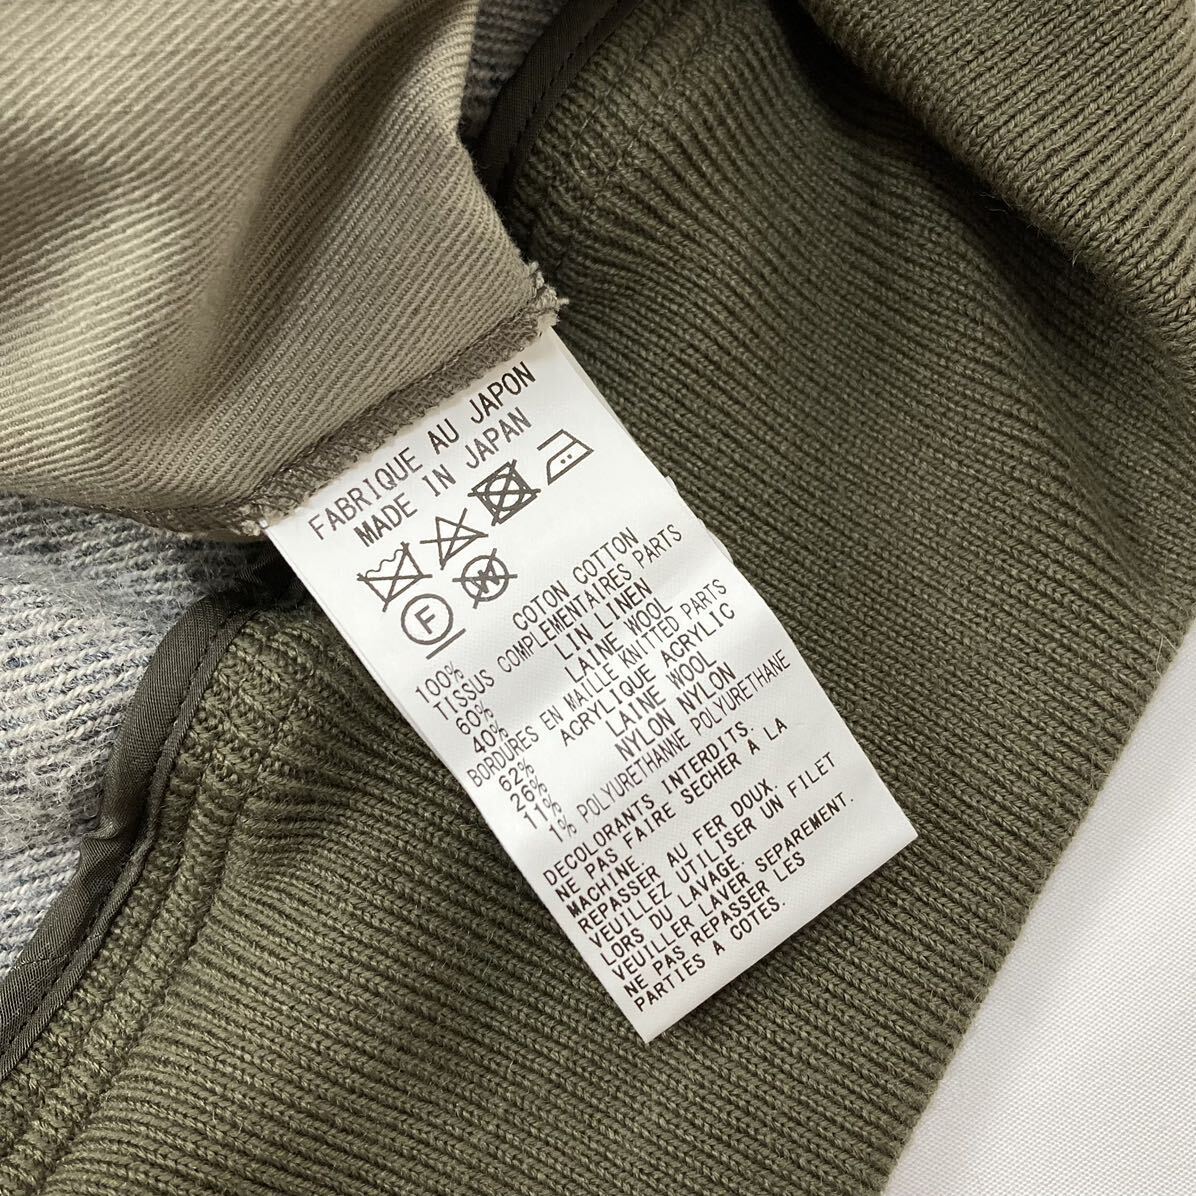 FABRIQUE AU JAPON
MADE IN JAPAN
F W
100% COTON COTTON
TISSUS COMPLEMENTAIRES PARTS
60% LIN LINEN
40% LAINE WOOL
BORDURES EN MAILLE KNITTED PARTS
62% ACRYLIQUE ACRYLIC
26% LAINE WOOL
11% NYLON NYLON
1% POLYURETHANNE POLYURETHANE
DECOLORANTS INTERDITS.
NE PAS FAIRE SECHER A LA
MACHINE.
REPASSER AU FER DOUX.
VEUILLEZ UTILISER UN FILET
LORS DU LAVAGE.
VEUILLER LAVER SEPAREMENT.
NE PAS REPASSER LES
PARTIES A COTES.